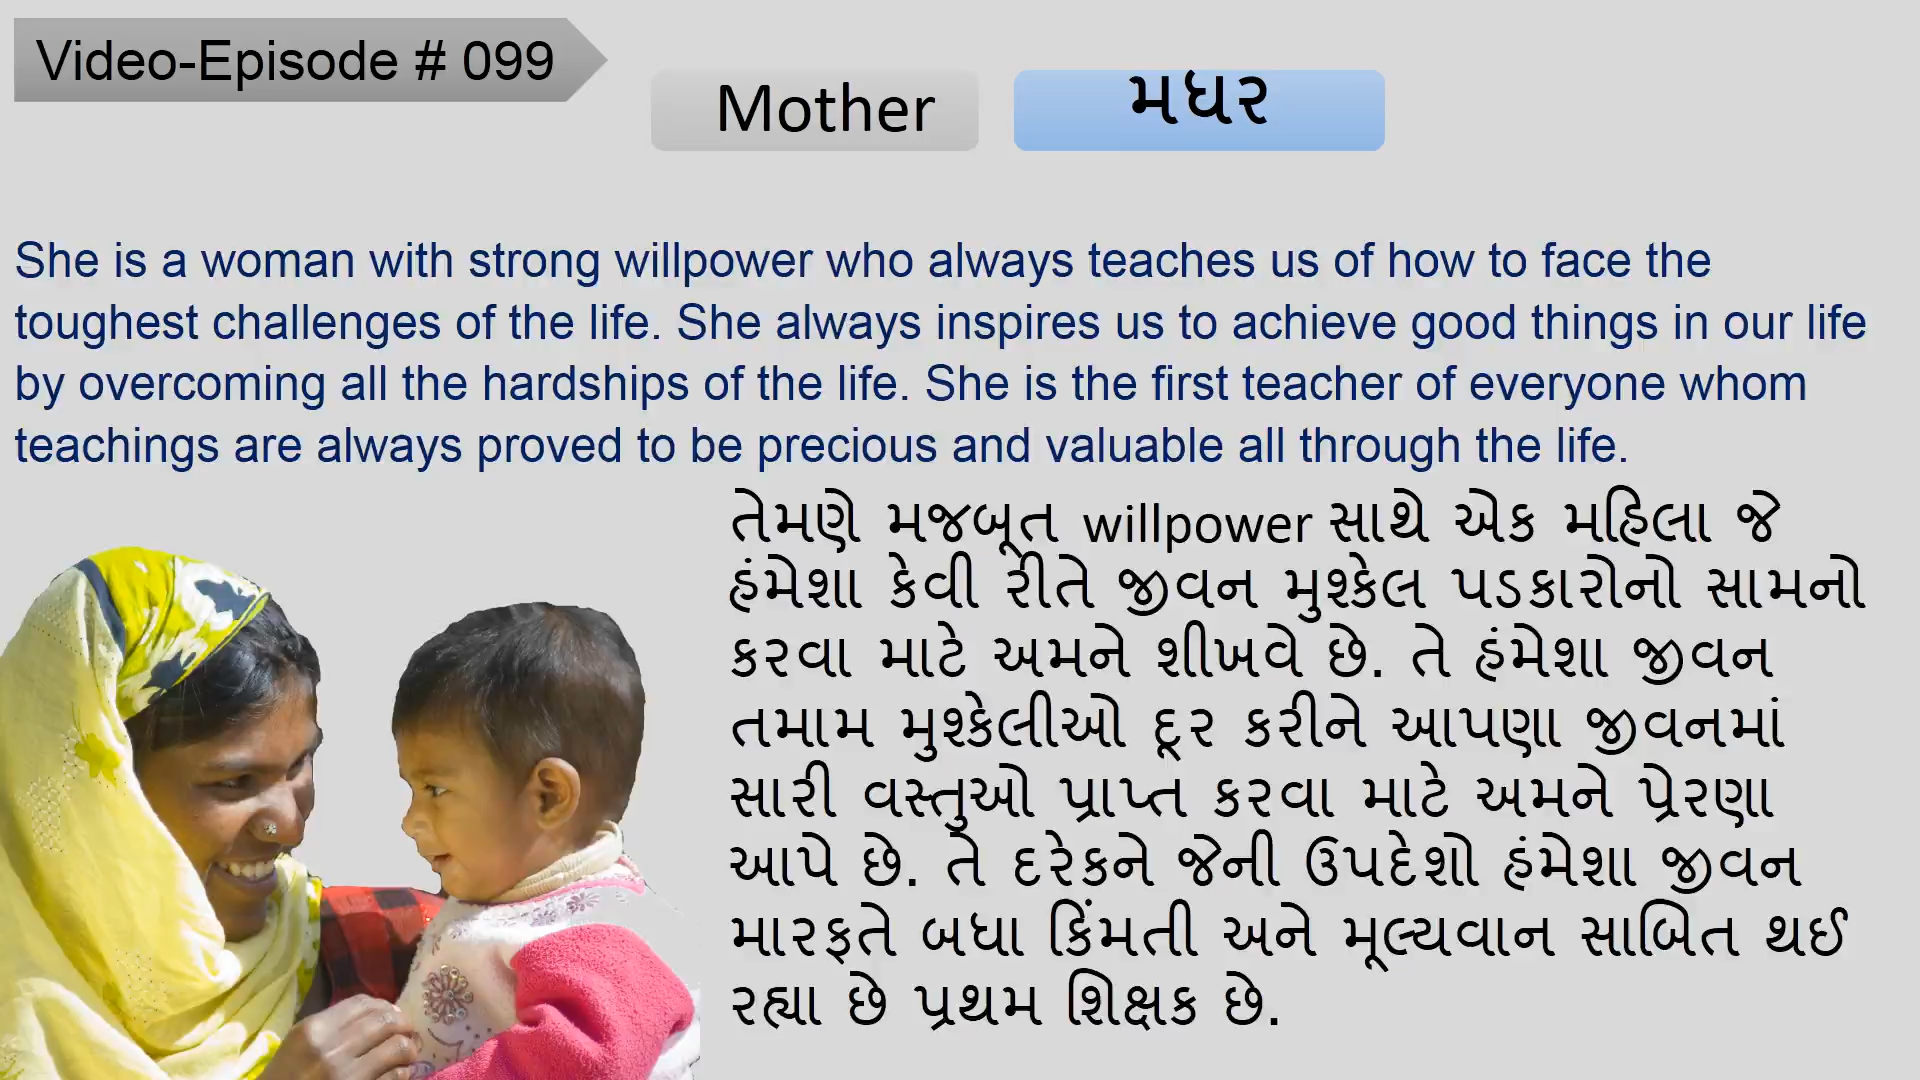 Video-Episode # 099
Mother
મધર
She is a woman with strong willpower who always teaches us of how to face the
toughest challenges of the life. She always inspires us to achieve good things in our life
by overcoming all the hardships of the life. She is the first teacher of everyone whom
teachings are always proved to be precious and valuable all through the life.
તેમણે મજબૂત willpower સાથે એક મહિલા જે
હંમેશા કેવી રીતે જીવન મુશ્કેલ પડકારોનો સામનો
કરવા માટે અમને શીખવે છે. તે હંમેશા જીવન
તમામ મુશ્કેલીઓ દૂર કરીને આપણા જીવનમાં
સારી વસ્તુઓ પ્રાપ્ત કરવા માટે અમને પ્રેરણા
આપે છે. તે દરેકને જેની ઉપદેશો હંમેશા જીવન
મારફતે બધા કિંમતી અને મૂલ્યવાન સાબિત થઈ
રહ્યા છે પ્રથમ શિક્ષક છે.